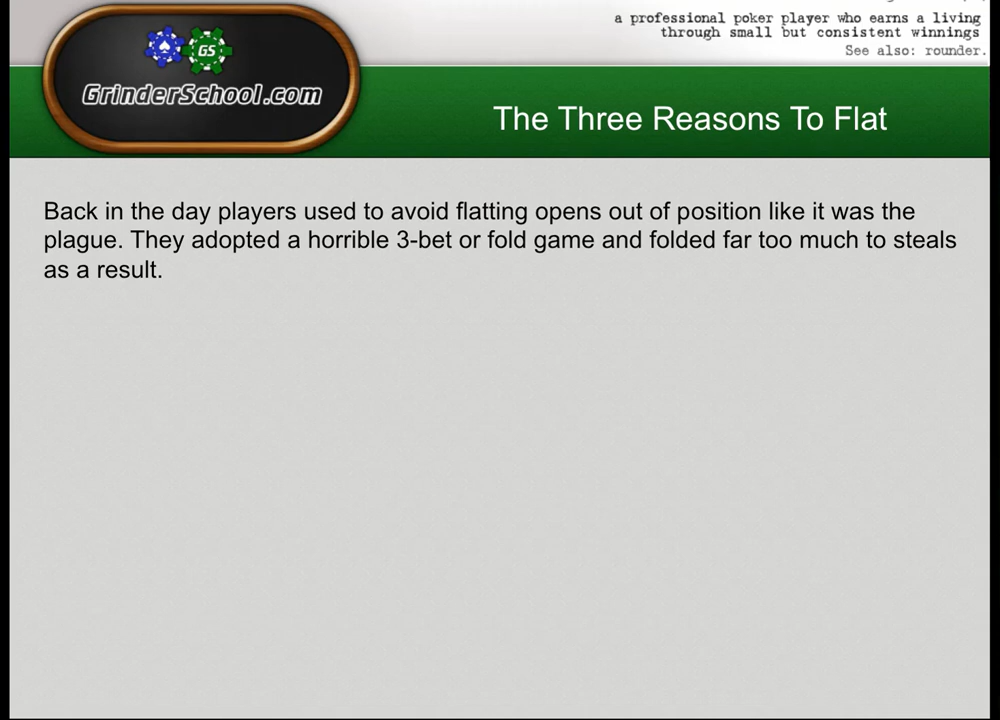 a professional poker player who earns a living
through small but consistent winnings
See also: rounder.
GS
GrinderSchool.com
The Three Reasons To Flat
Back in the day players used to avoid flatting opens out of position like it was the
plague. They adopted a horrible 3-bet or fold game and folded far too much to steals
as a result.